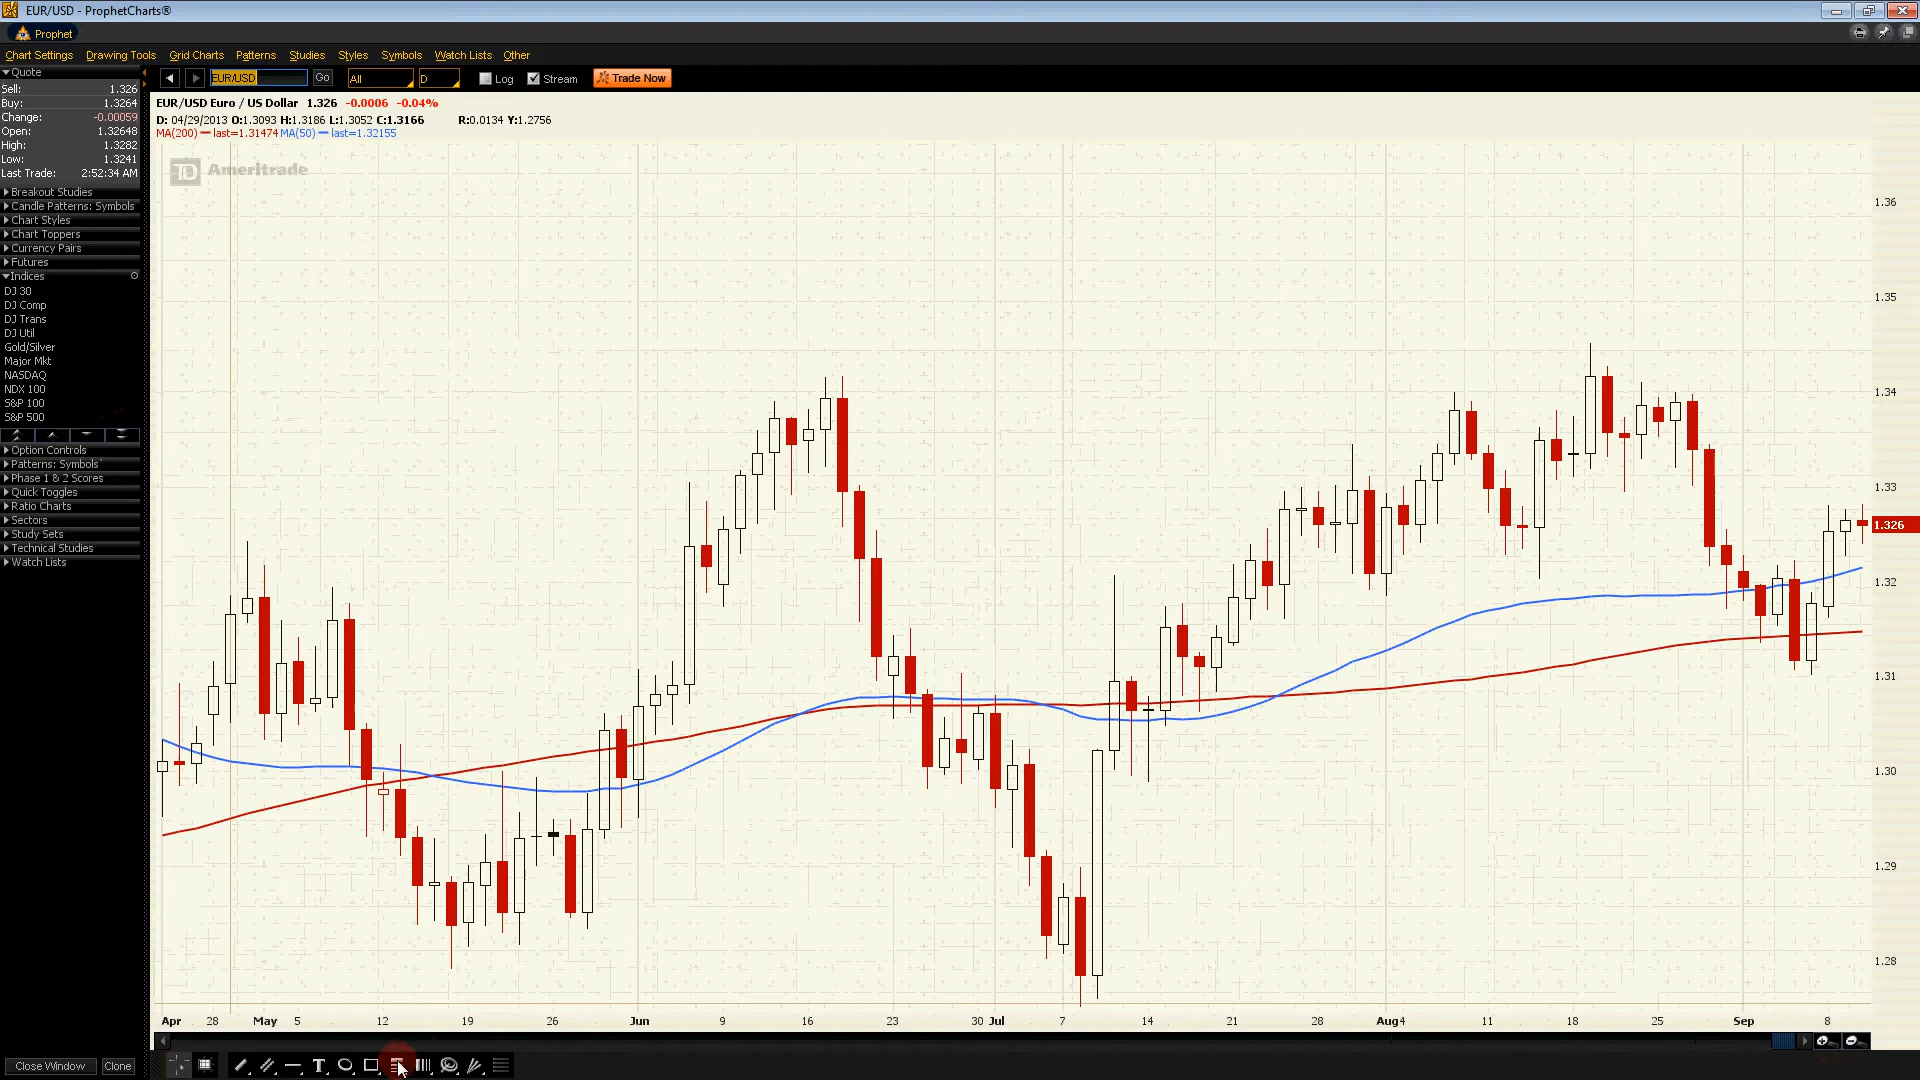 EUR/USD - ProphetCharts®
Prophet
Chart Settings Drawing Tools Grid Charts Patterns Studies Styles Symbols Watch Lists Other
Quote
Sell: 1.326
Buy: 1.3264
Change: -0.00059
Open: 1.32648
High: 1.3282
Low: 1.3241
Last Trade: 2:52:34 AM
Breakout Studies
Candle Patterns: Symbols
Chart Styles
Chart Toppers
Currency Pairs
Futures
Indices
DJ 30
DJ Comp
DJ Trans
DJ Util
Gold/Silver
Major Mkt
NASDAQ
NDX 100
S&P 100
S&P 500
Option Controls
Patterns: Symbols
Phase 1 & 2 Scores
Quick Toggles
Ratio Charts
Sectors
Study Sets
Technical Studies
Watch Lists
Close Window Clone
EUR/USD Go All D Log Stream Trade Now
EUR/USD Euro / US Dollar 1.326 -0.0006 -0.04%
D: 04/29/2013 O:1.3093 H:1.3186 L:1.3052 C:1.3166 R:0.0134 Y:1.2756
MA(200) last=1.31474 MA(50) last=1.32155
TD Ameritrade
1.36
1.35
1.34
1.33
1.326
1.32
1.31
1.30
1.29
1.28
Apr 28 May 5 12 19 26 Jun 9 16 23 30 Jul 7 14 21 28 Aug 4 11 18 25 Sep 8
T